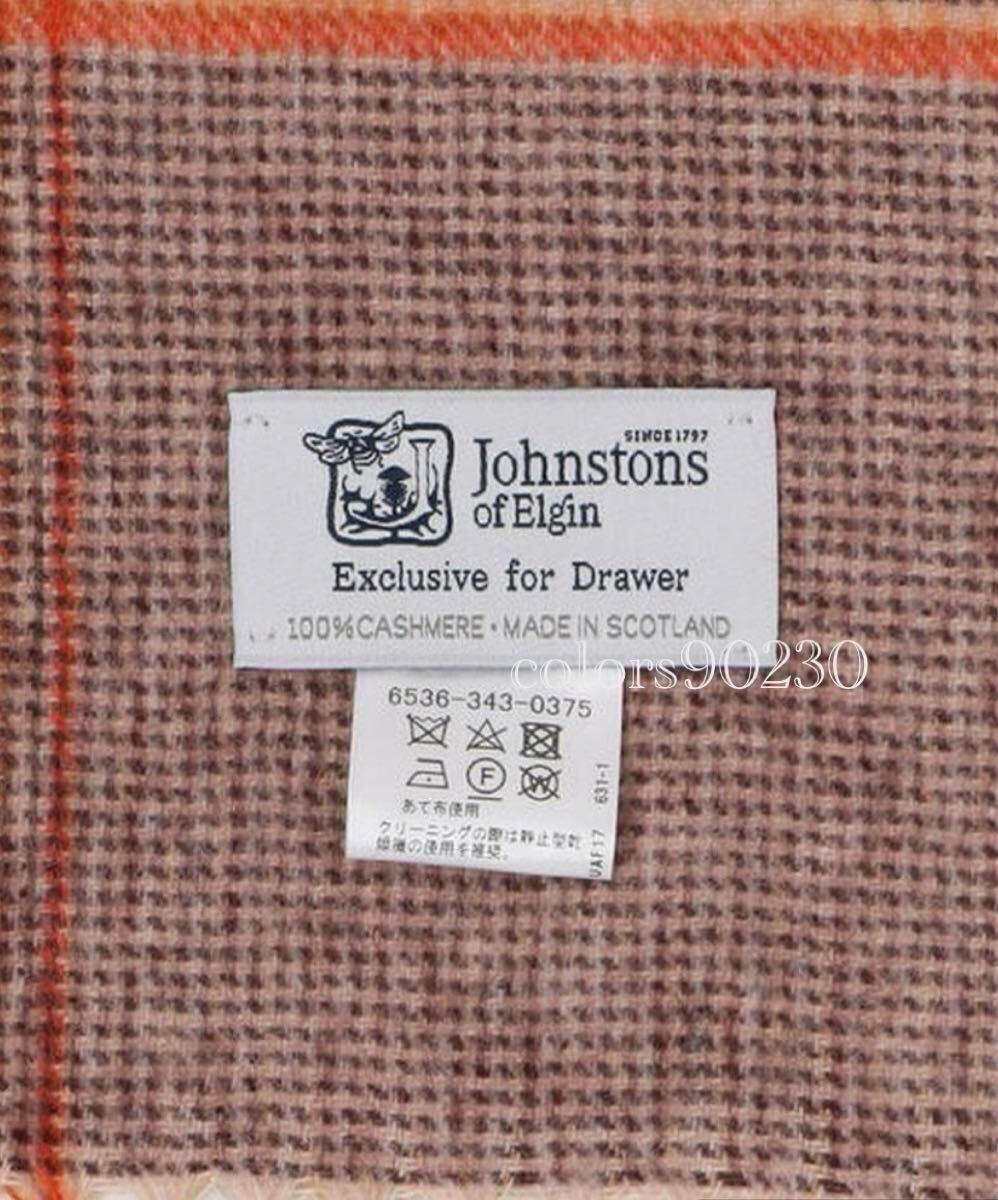 SINCE 1797
Johnstons
of Elgin
Exclusive for Drawer
100% CASHMERE • MADE IN SCOTLAND
colors90230
6536-343-0375
F
W
あて布使用
クリーニングの際は静止型乾
燥機の使用を推奨。
631-1
VAF17